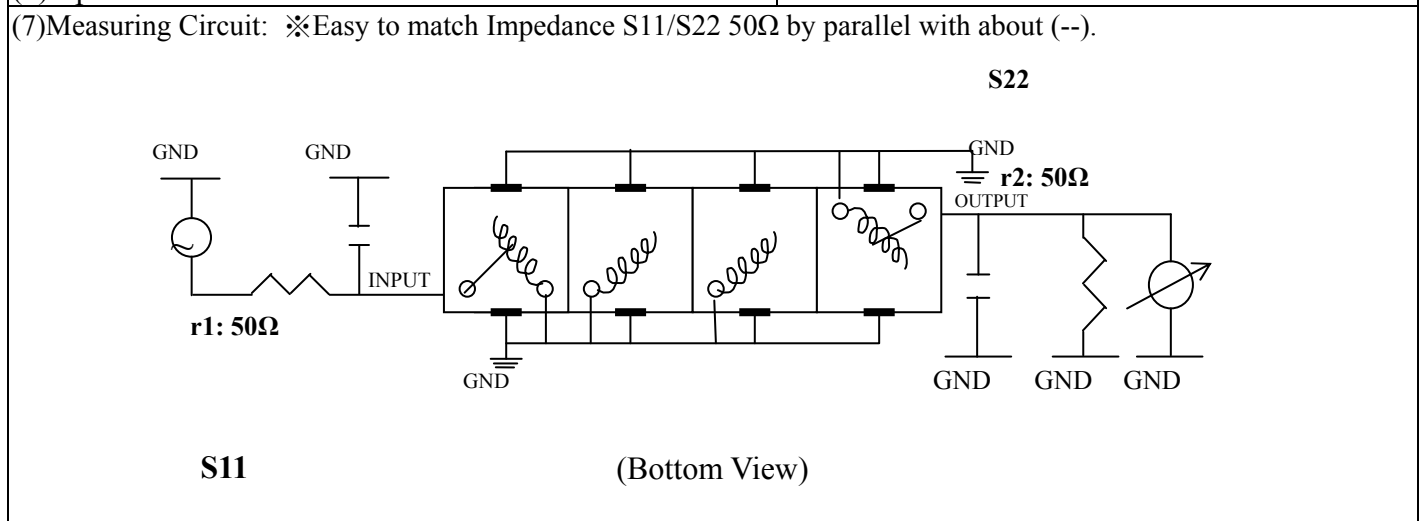 (7)Measuring Circuit: ※Easy to match Impedance S11/S22 50Ω by parallel with about (--).
S22
GND GND GND
r2: 50Ω
OUTPUT
INPUT
r1: 50Ω
GND
GND GND GND
S11 (Bottom View)